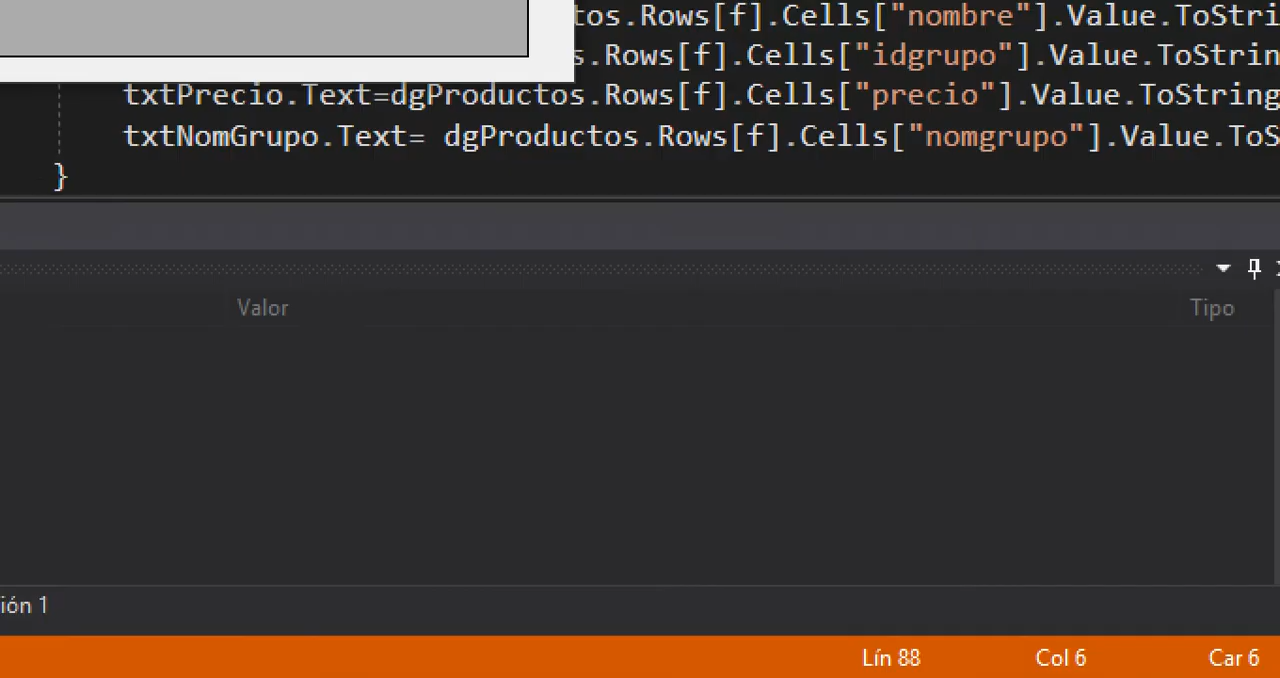 tos.Rows[f].Cells["nombre"].Value.ToStri
s.Rows[f].Cells["idgrupo"].Value.ToStrin
txtPrecio.Text=dgProductos.Rows[f].Cells["precio"].Value.ToString
txtNomGrupo.Text= dgProductos.Rows[f].Cells["nomgrupo"].Value.ToS
}
Valor Tipo
ión 1
Lín 88 Col 6 Car 6